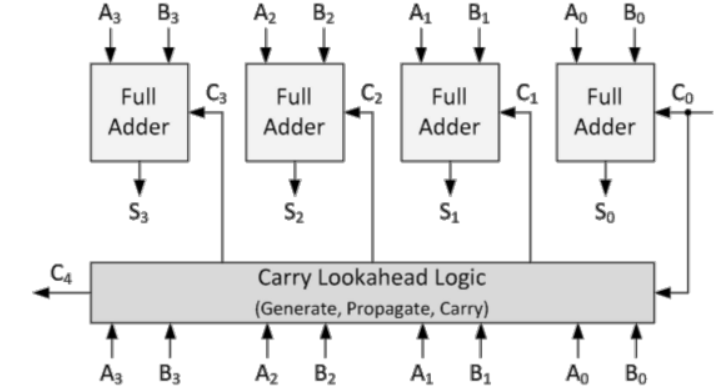 A₃ B₃ A₂ B₂ A₁ B₁ A₀ B₀
Full Adder C₃ Full Adder C₂ Full Adder C₁ Full Adder C₀
S₃ S₂ S₁ S₀
C₄ Carry Lookahead Logic
(Generate, Propagate, Carry)
A₃ B₃ A₂ B₂ A₁ B₁ A₀ B₀